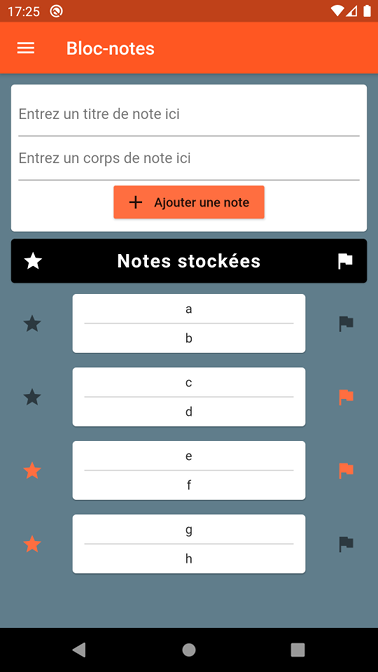 17:25
Bloc-notes
Entrez un titre de note ici
Entrez un corps de note ici
Ajouter une note
Notes stockées
a
b
c
d
e
f
g
h